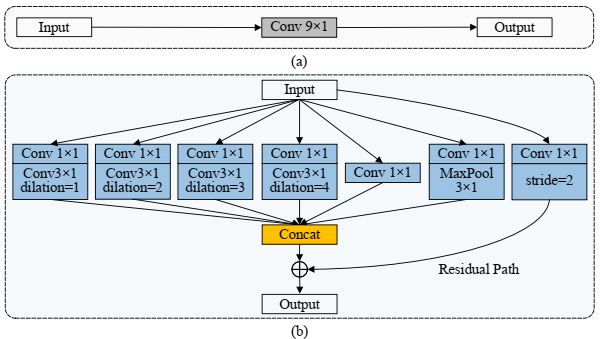 Input Conv 9×1 Output
(a)
Input
Conv 1×1 Conv 1×1 Conv 1×1 Conv 1×1 Conv 1×1 Conv 1×1
Conv3×1 Conv3×1 Conv3×1 Conv3×1 Conv 1×1 MaxPool stride=2
dilation=1 dilation=2 dilation=3 dilation=4 3×1
Concat
Residual Path
Output
(b)